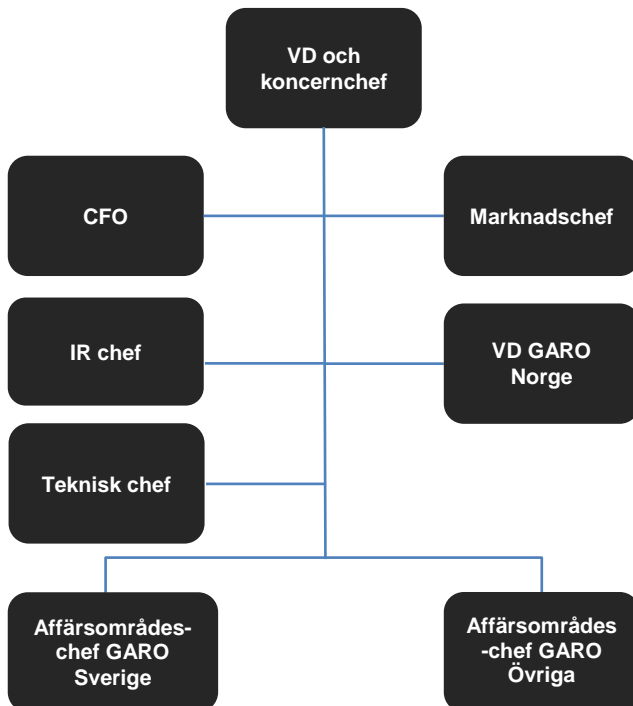 VD och
koncernchef
CFO
Marknadschef
IR chef
VD GARO
Norge
Teknisk chef
Affärsområdes-
chef GARO
Sverige
Affärsområdes
-chef GARO
Övriga